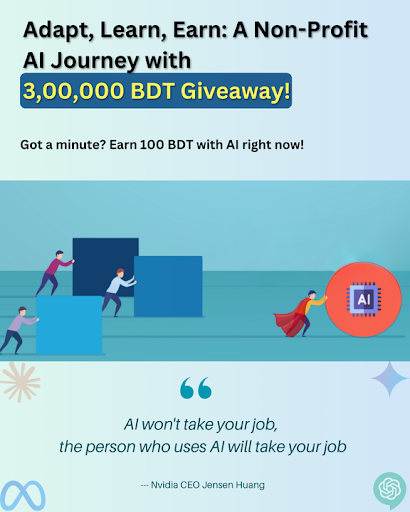 Adapt, Learn, Earn: A Non-Profit
AI Journey with
3,00,000 BDT Giveaway!
Got a minute? Earn 100 BDT with AI right now!
AI
AI won't take your job,
the person who uses AI will take your job
--- Nvidia CEO Jensen Huang